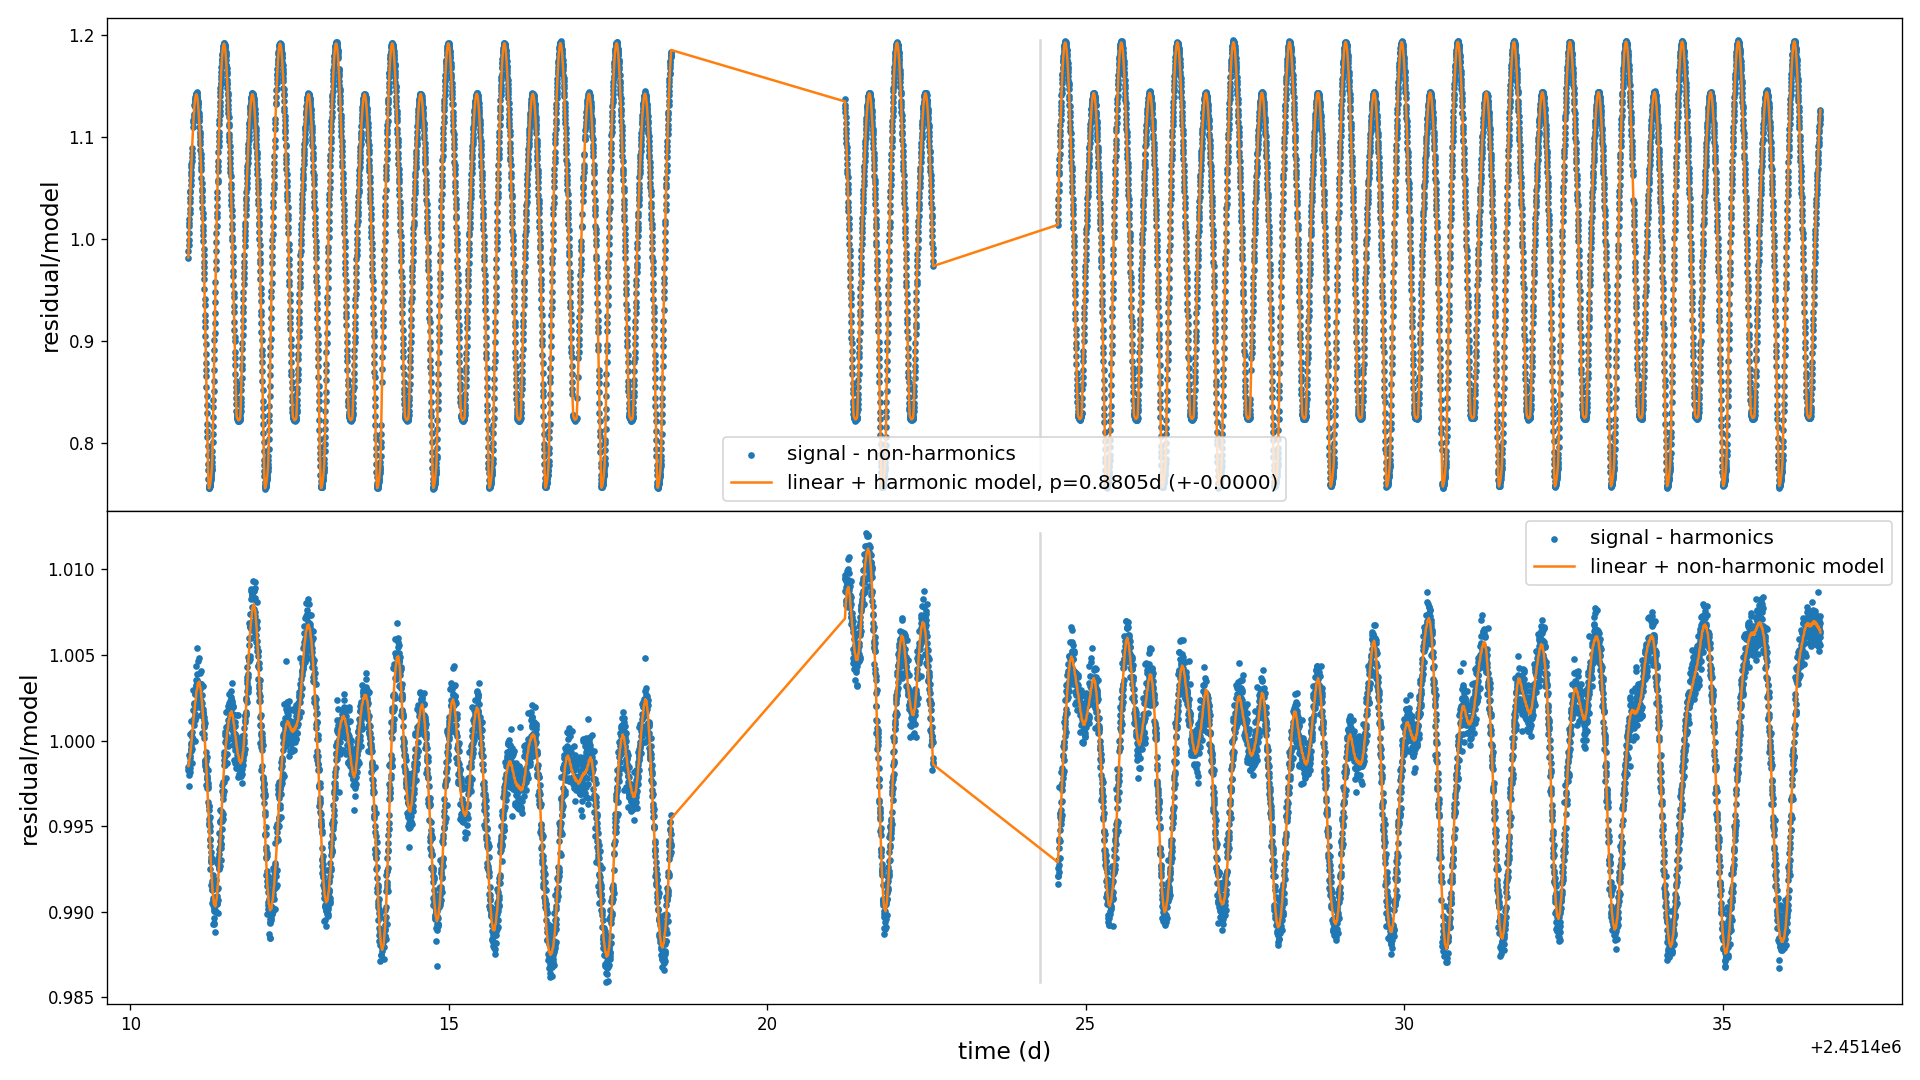 residual/model
1.2
1.1
1.0
0.9
0.8
signal - non-harmonics
linear + harmonic model, p=0.8805d (+-0.0000)
residual/model
1.010
1.005
1.000
0.995
0.990
0.985
signal - harmonics
linear + non-harmonic model
10 15 20 25 30 35
time (d)
+2.4514e6